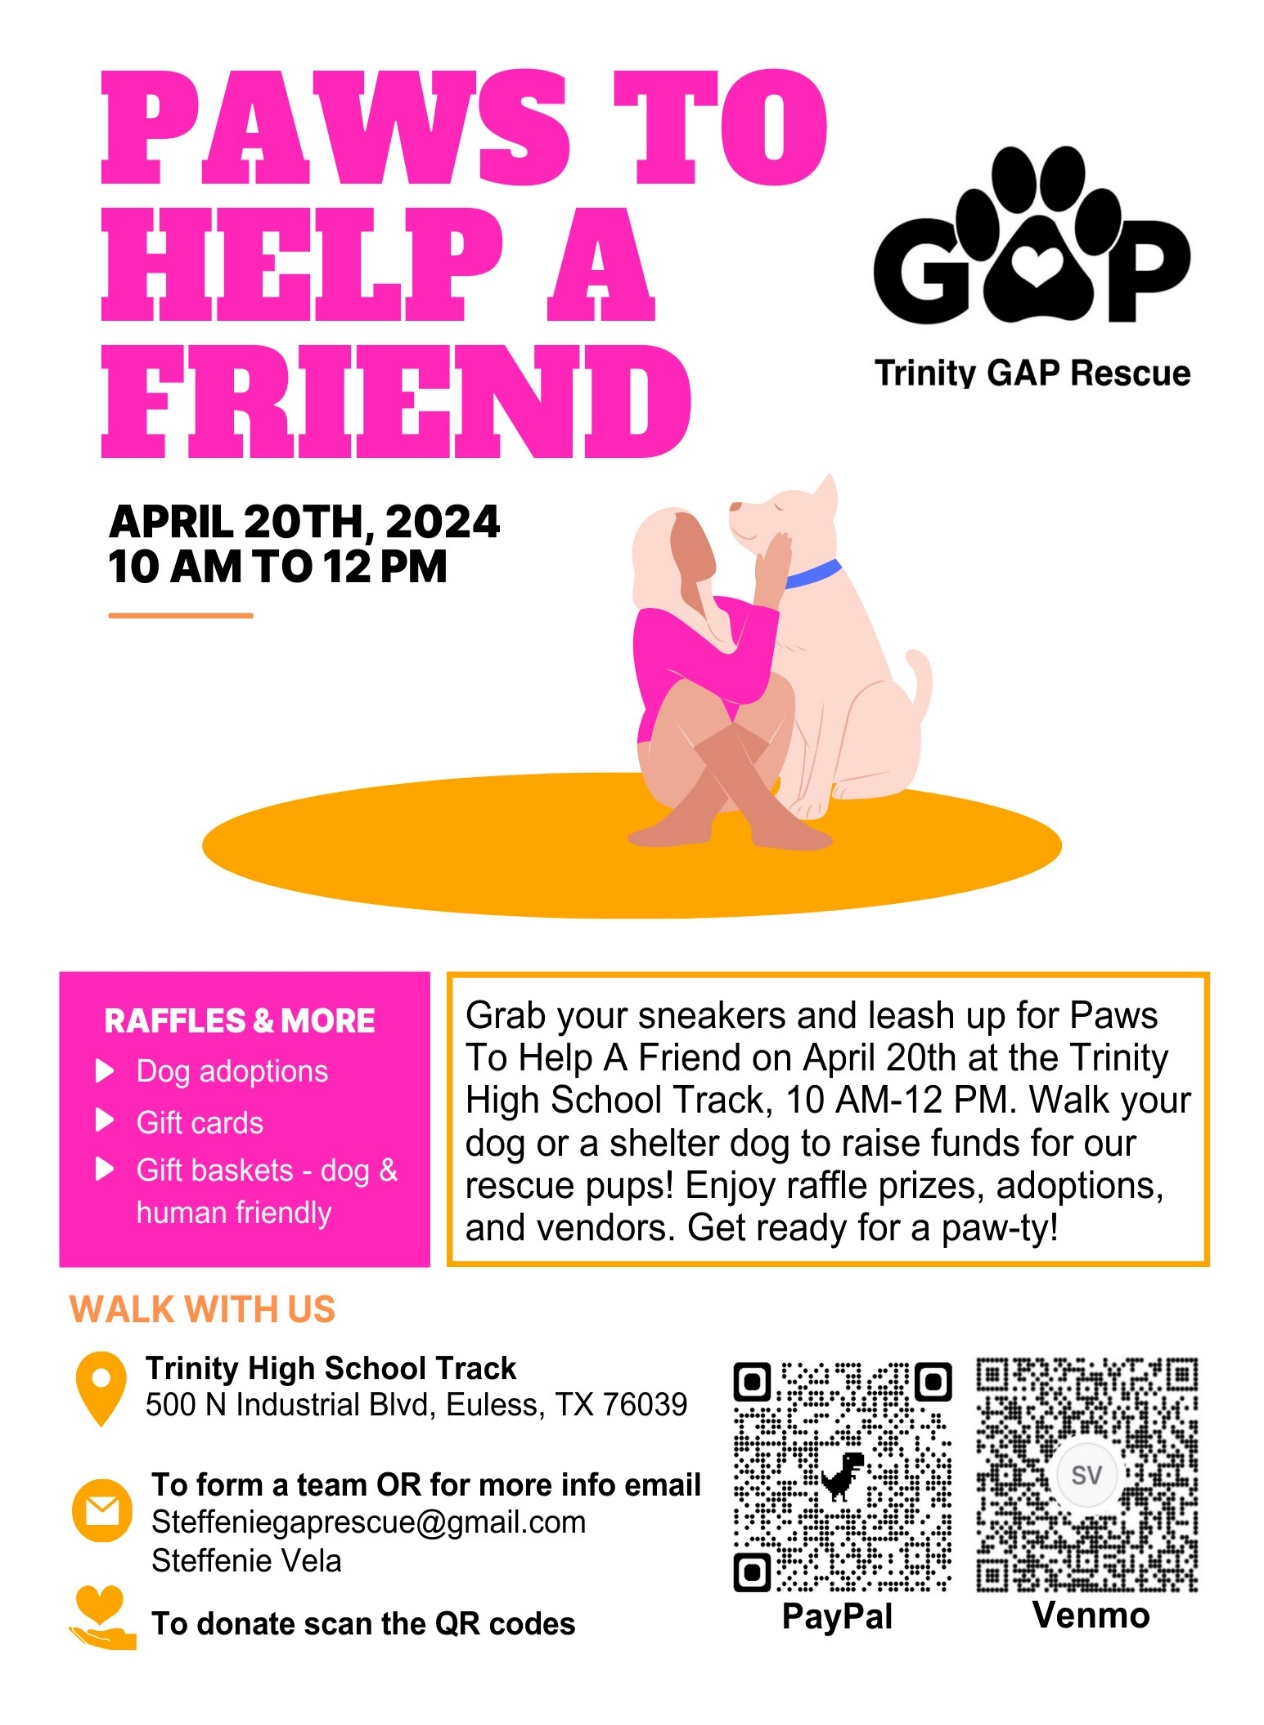 PAWS TO
HELP A
FRIEND
GAP
Trinity GAP Rescue
APRIL 20TH, 2024
10 AM TO 12 PM
RAFFLES & MORE
Dog adoptions
Gift cards
Gift baskets - dog &
human friendly
Grab your sneakers and leash up for Paws
To Help A Friend on April 20th at the Trinity
High School Track, 10 AM-12 PM. Walk your
dog or a shelter dog to raise funds for our
rescue pups! Enjoy raffle prizes, adoptions,
and vendors. Get ready for a paw-ty!
WALK WITH US
Trinity High School Track
500 N Industrial Blvd, Euless, TX 76039
To form a team OR for more info email
Steffeniegaprescue@gmail.com
Steffenie Vela
To donate scan the QR codes
PayPal
SV
Venmo